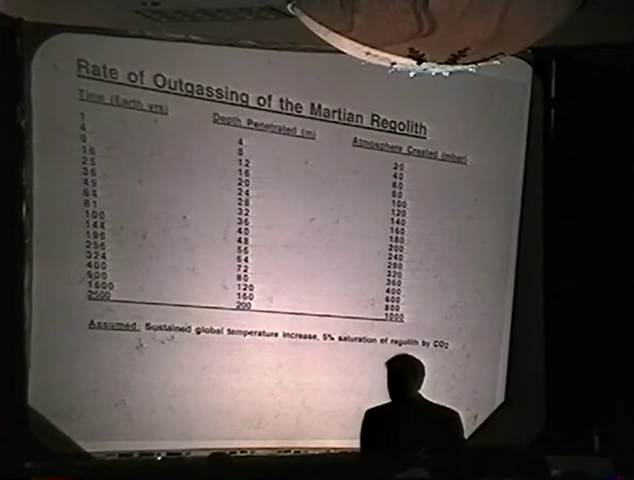 Rate of Outgassing of the Martian Regolith
Time (Earth yrs) Depth Penetrated (m) Atmosphere Created (mbar)
1 4 20
4 8 40
9 12 60
16 16 80
25 20 100
36 24 120
49 28 140
64 32 160
81 36 180
100 40 200
144 48 240
196 56 280
256 64 320
324 72 360
400 80 400
900 120 600
1600 160 800
2500 200 1000
Assumed: Sustained global temperature increase, 5% saturation of regolith by CO2